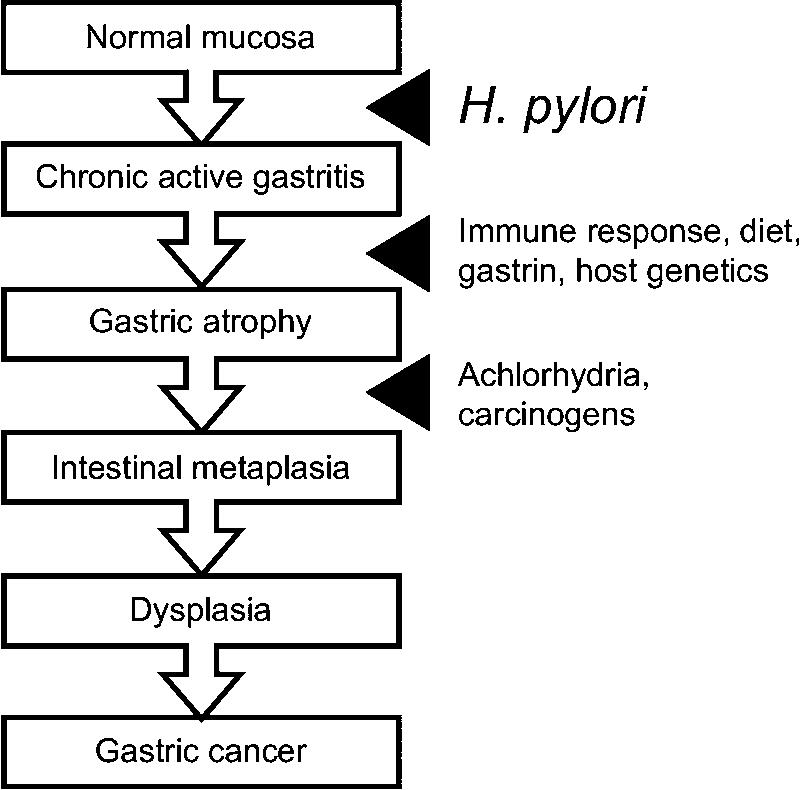 Normal mucosa
H. pylori
Chronic active gastritis
Immune response, diet,
gastrin, host genetics
Gastric atrophy
Achlorhydria,
carcinogens
Intestinal metaplasia
Dysplasia
Gastric cancer